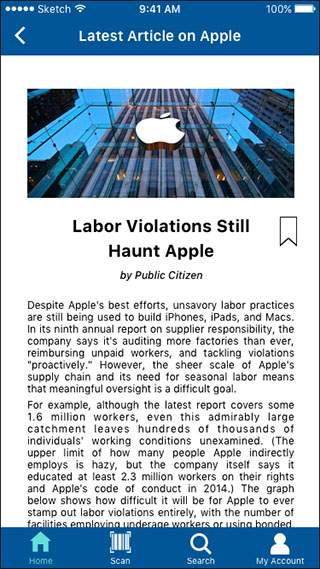 Sketch 9:41 AM 100%
Latest Article on Apple
Labor Violations Still
Haunt Apple
by Public Citizen
Despite Apple's best efforts, unsavory labor practices
are still being used to build iPhones, iPads, and Macs.
In its ninth annual report on supplier responsibility, the
company says it's auditing more factories than ever,
reimbursing unpaid workers, and tackling violations
"proactively." However, the sheer scale of Apple's
supply chain and its need for seasonal labor means
that meaningful oversight is a difficult goal.
For example, although the latest report covers some
1.6 million workers, even this admirably large
catchment leaves hundreds of thousands of
individuals' working conditions unexamined. (The
upper limit of how many people Apple indirectly
employs is hazy, but the company itself says it
educated at least 2.3 million workers on their rights
and Apple's code of conduct in 2014.) The graph
below shows how difficult it will be for Apple to ever
stamp out labor violations entirely, with the number of
facilities employing underage workers or using bonded
Home Scan Search My Account